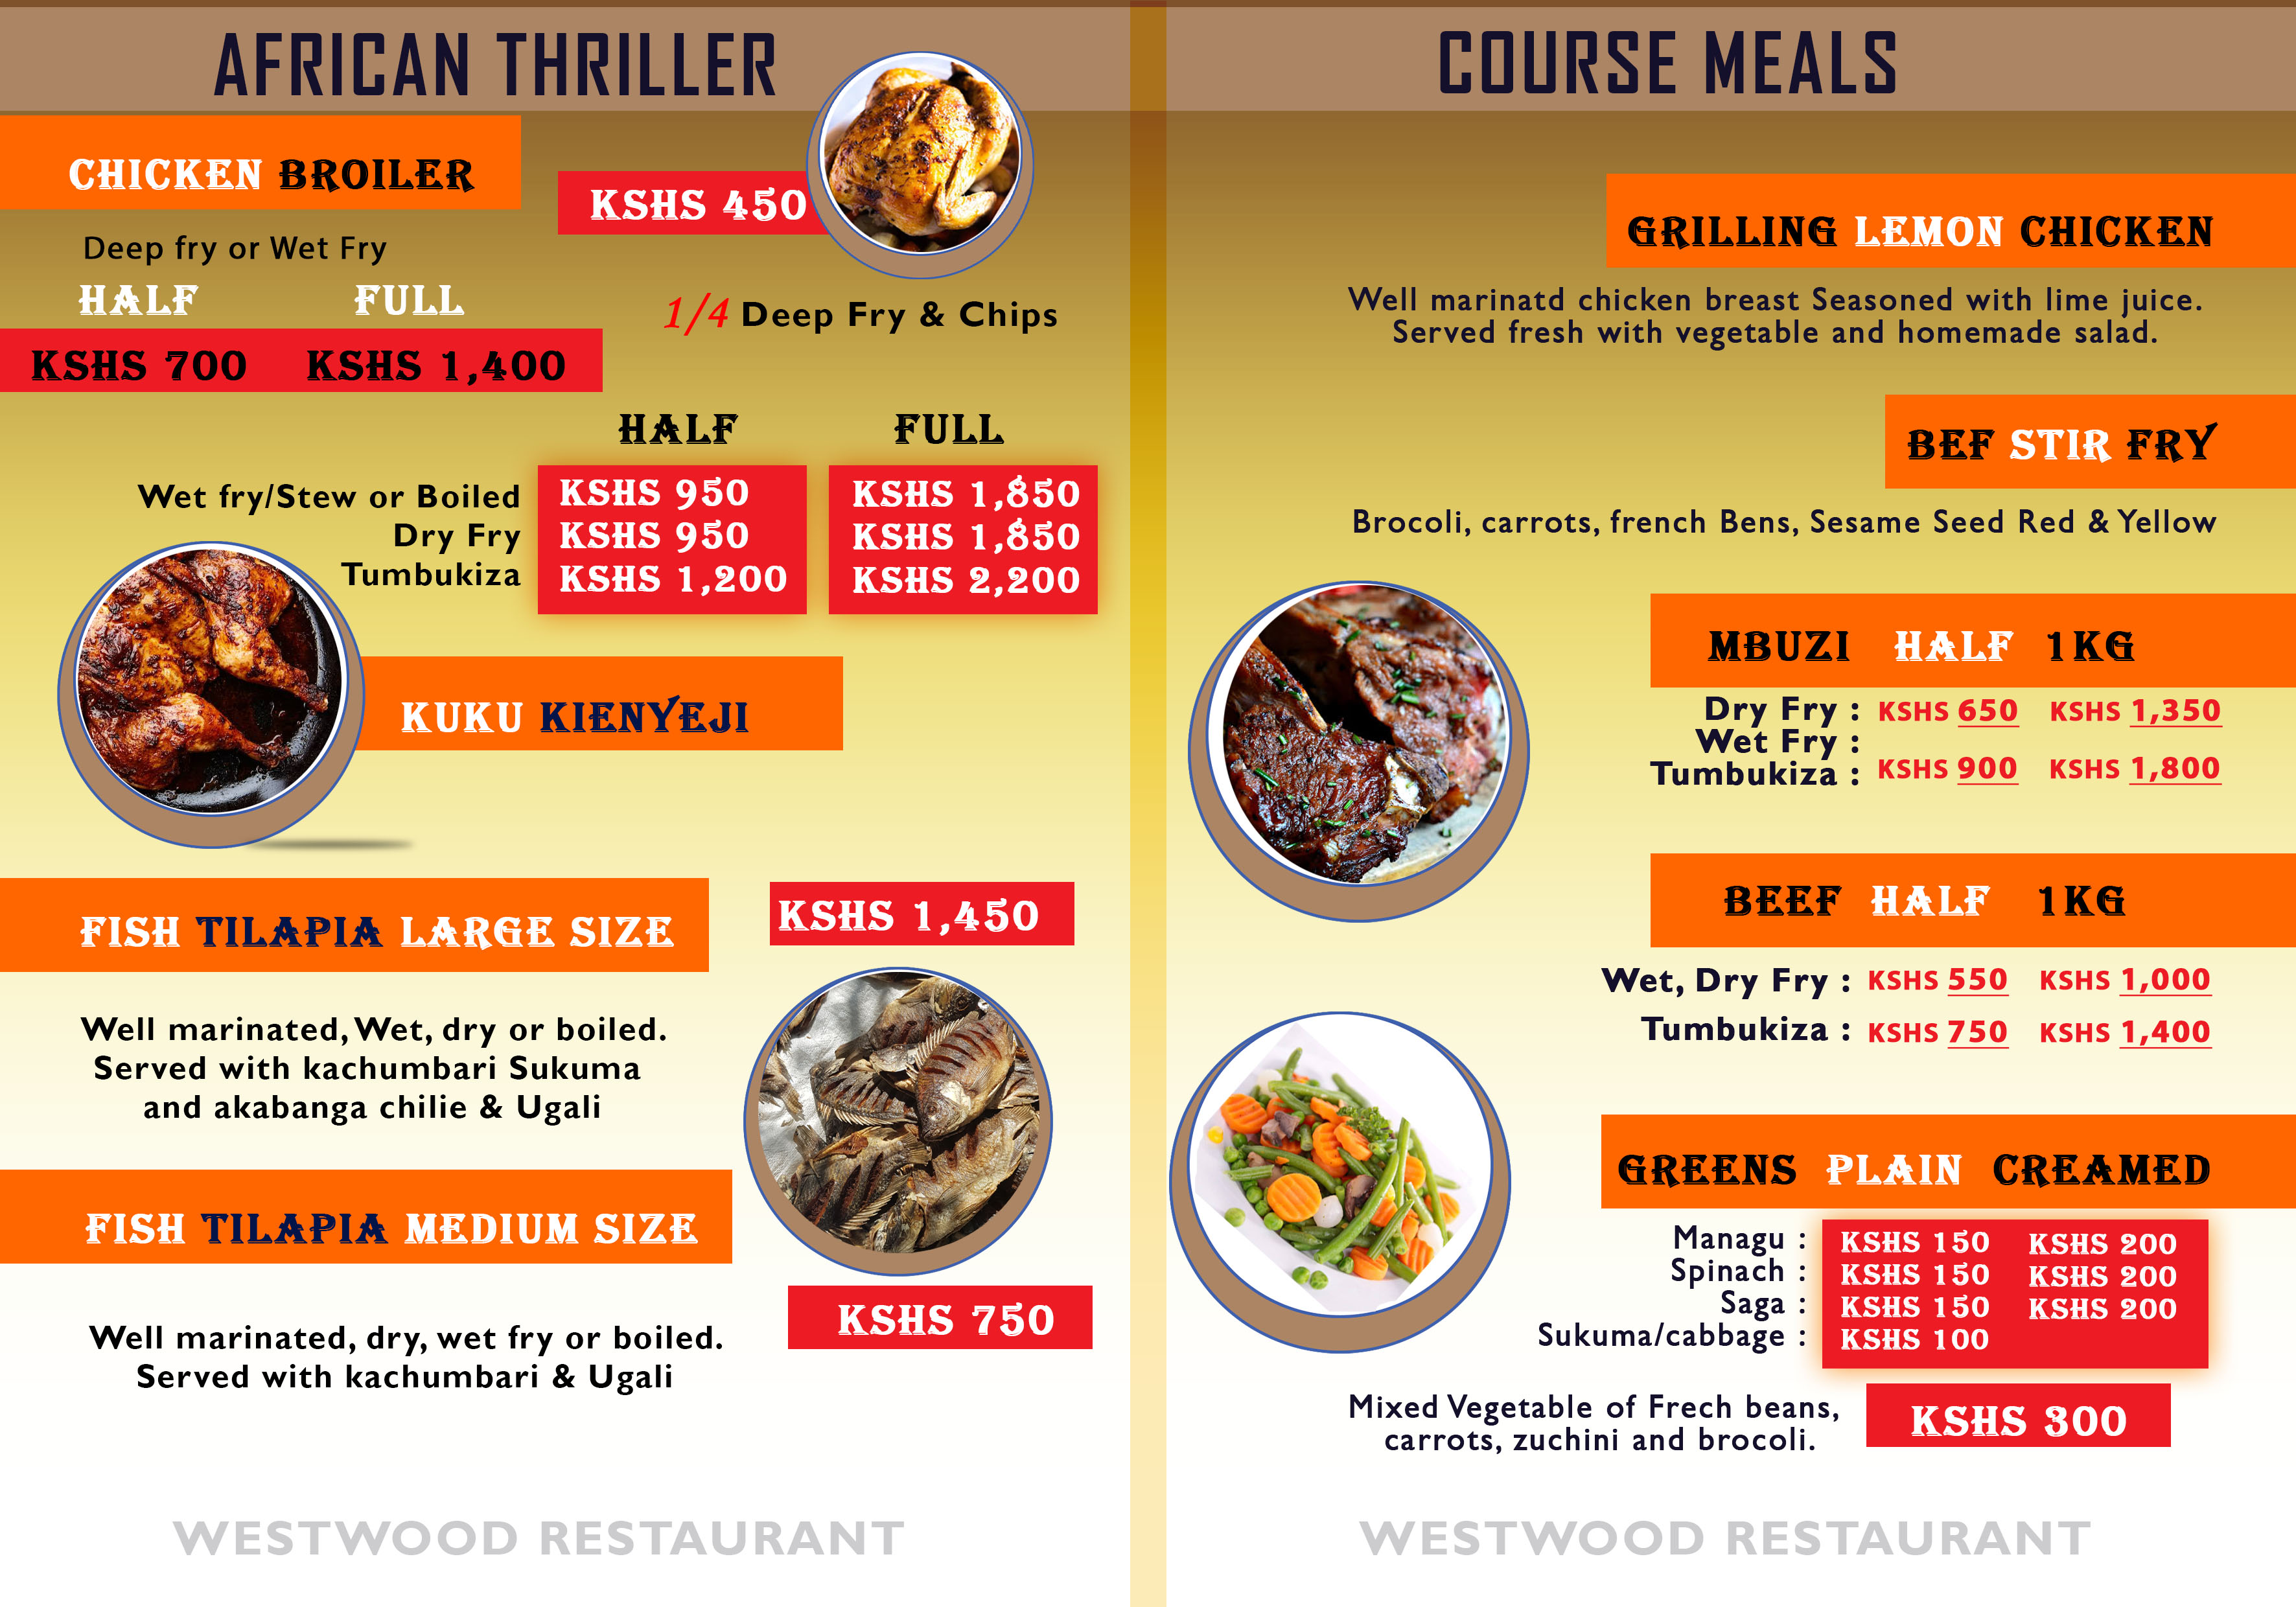 AFRICAN THRILLER
CHICKEN BROILER
Deep fry or Wet Fry
HALF FULL
KSHS 700 KSHS 1,400
KSHS 450
1/4 Deep Fry & Chips
HALF FULL
Wet fry/Stew or Boiled KSHS 950 KSHS 1,850
Dry Fry KSHS 950 KSHS 1,850
Tumbukiza KSHS 1,200 KSHS 2,200
KUKU KIENYEJI
FISH TILAPIA LARGE SIZE
KSHS 1,450
Well marinated, Wet, dry or boiled.
Served with kachumbari Sukuma
and akabanga chilie & Ugali
FISH TILAPIA MEDIUM SIZE
KSHS 750
Well marinated, dry, wet fry or boiled.
Served with kachumbari & Ugali
WESTWOOD RESTAURANT
COURSE MEALS
GRILLING LEMON CHICKEN
Well marinatd chicken breast Seasoned with lime juice.
Served fresh with vegetable and homemade salad.
BEF STIR FRY
Brocoli, carrots, french Bens, Sesame Seed Red & Yellow
MBUZI HALF 1KG
Dry Fry : KSHS 650 KSHS 1,350
Wet Fry :
Tumbukiza : KSHS 900 KSHS 1,800
BEEF HALF 1KG
Wet, Dry Fry : KSHS 550 KSHS 1,000
Tumbukiza : KSHS 750 KSHS 1,400
GREENS PLAIN CREAMED
Managu : KSHS 150 KSHS 200
Spinach : KSHS 150 KSHS 200
Saga : KSHS 150 KSHS 200
Sukuma/cabbage : KSHS 100
Mixed Vegetable of Frech beans,
carrots, zuchini and brocoli.
KSHS 300
WESTWOOD RESTAURANT